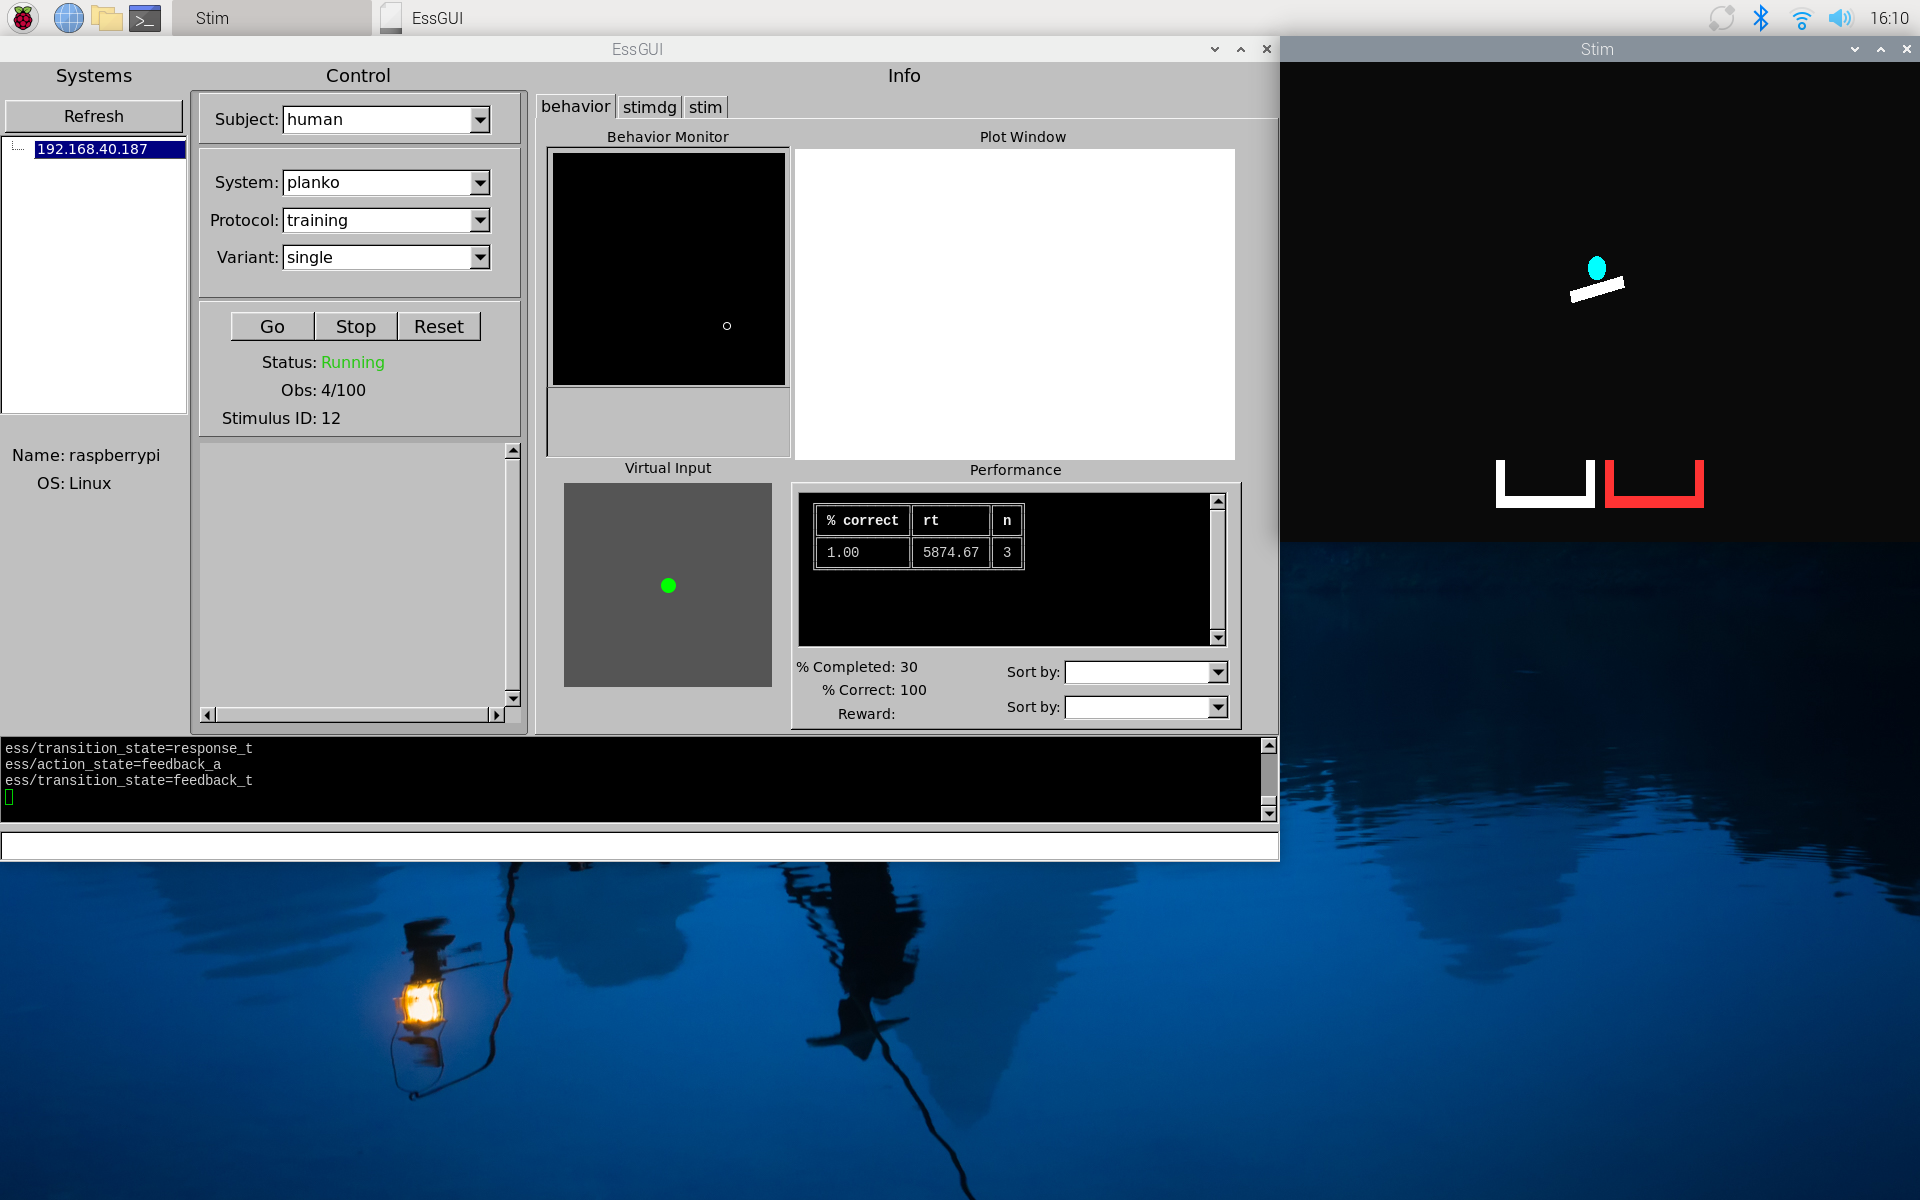 Stim
EssGUI
16:10
EssGUI
Stim
Systems
Control
Info
Refresh
192.168.40.187
Name: raspberrypi
OS: Linux
Subject: human
System: planko
Protocol: training
Variant: single
Go Stop Reset
Status: Running
Obs: 4/100
Stimulus ID: 12
behavior stimdg stim
Behavior Monitor
Plot Window
Virtual Input
Performance
% correct rt n
1.00 5874.67 3
% Completed: 30
% Correct: 100
Reward:
Sort by:
Sort by:
ess/transition_state=response_t
ess/action_state=feedback_a
ess/transition_state=feedback_t